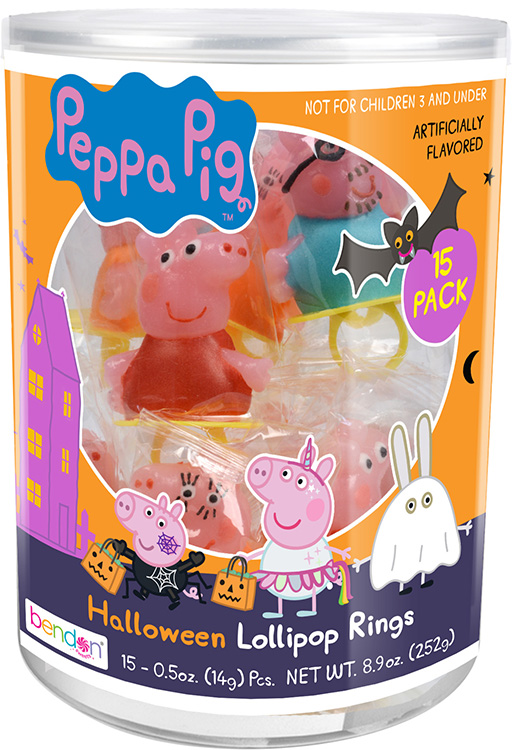 Peppa Pig
TM
NOT FOR CHILDREN 3 AND UNDER
ARTIFICIALLY
FLAVORED
15
PACK
Halloween Lollipop Rings
bendon
15 - 0.5oz. (14g) Pcs. NET WT. 8.9oz. (252g)